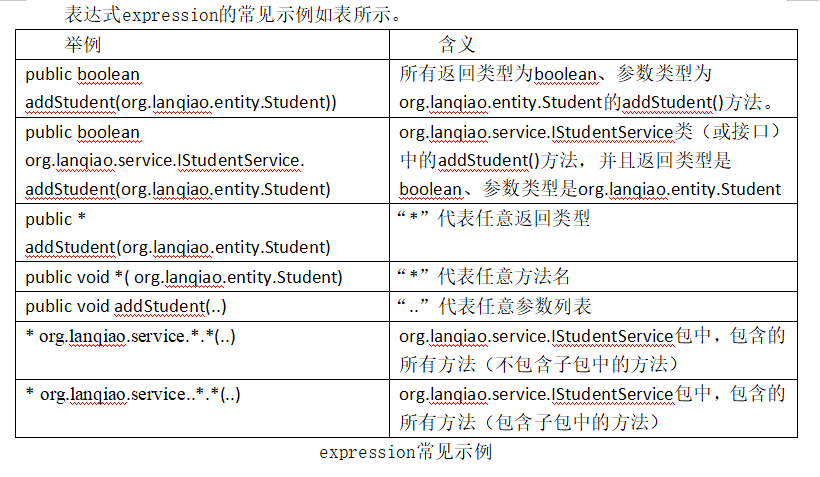 表达式expression的常见示例如表所示。
举例
含义
public boolean
addStudent(org.lanqiao.entity.Student))
所有返回类型为boolean、参数类型为
org.lanqiao.entity.Student的addStudent()方法。
public boolean
org.lanqiao.service.IStudentService.
addStudent(org.lanqiao.entity.Student)
org.lanqiao.service.IStudentService类（或接口）
中的addStudent()方法，并且返回类型是
boolean、参数类型是org.lanqiao.entity.Student
public *
addStudent(org.lanqiao.entity.Student)
“*”代表任意返回类型
public void *( org.lanqiao.entity.Student)
“*”代表任意方法名
public void addStudent(..)
“..”代表任意参数列表
* org.lanqiao.service.*.*(..)
org.lanqiao.service.IStudentService包中，包含的
所有方法（不包含子包中的方法）
* org.lanqiao.service..*.*(..)
org.lanqiao.service.IStudentService包中，包含的
所有方法（包含子包中的方法）
expression常见示例